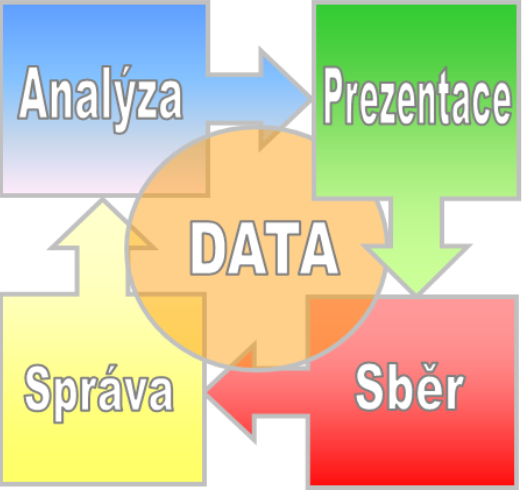 Analýza
Prezentace
DATA
Správa
Sběr